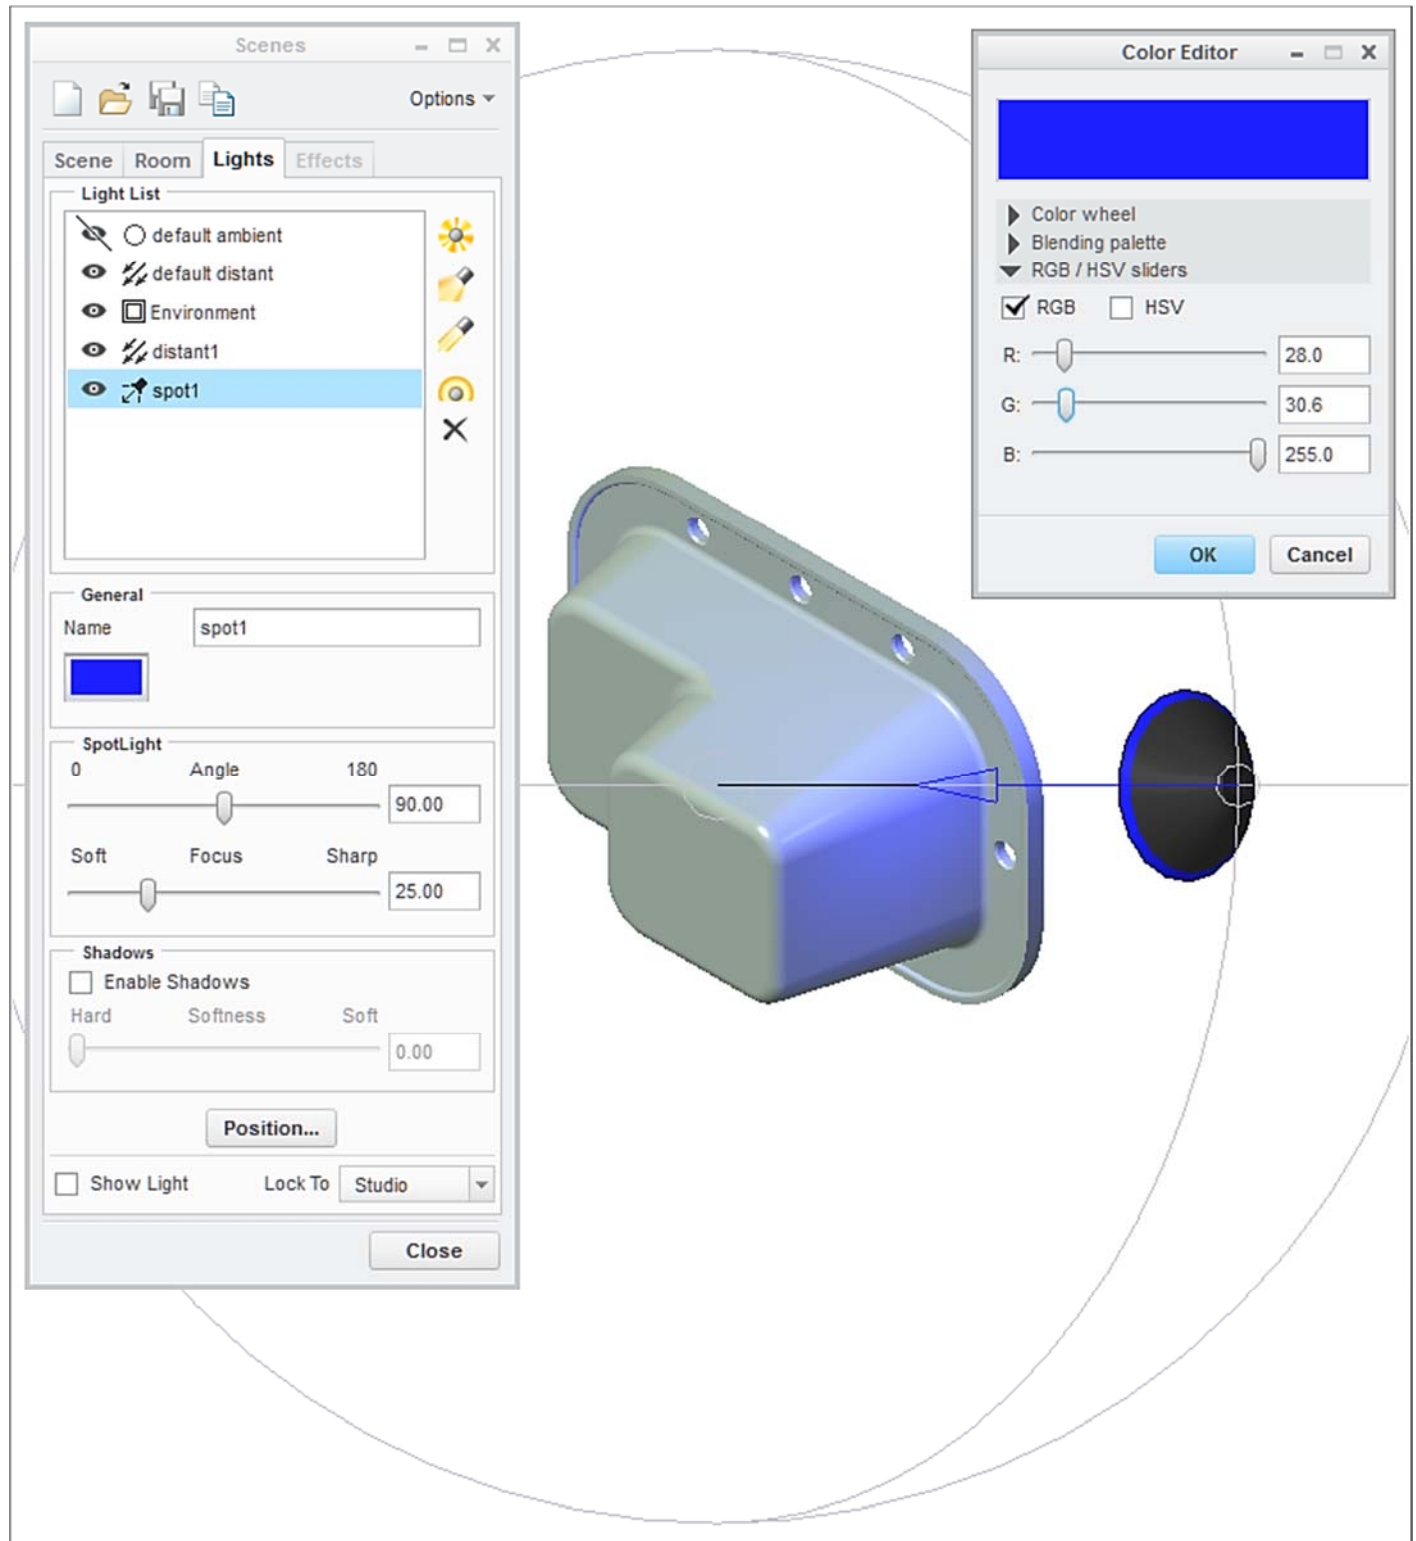 Scenes
Options
Scene Room Lights Effects
Light List
default ambient
default distant
Environment
distant1
spot1
General
Name spot1
SpotLight
0 Angle 180
90.00
Soft Focus Sharp
25.00
Shadows
Enable Shadows
Hard Softness Soft
0.00
Position...
Show Light Lock To Studio
Close
Color Editor
Color wheel
Blending palette
RGB / HSV sliders
RGB HSV
R: 28.0
G: 30.6
B: 255.0
OK Cancel